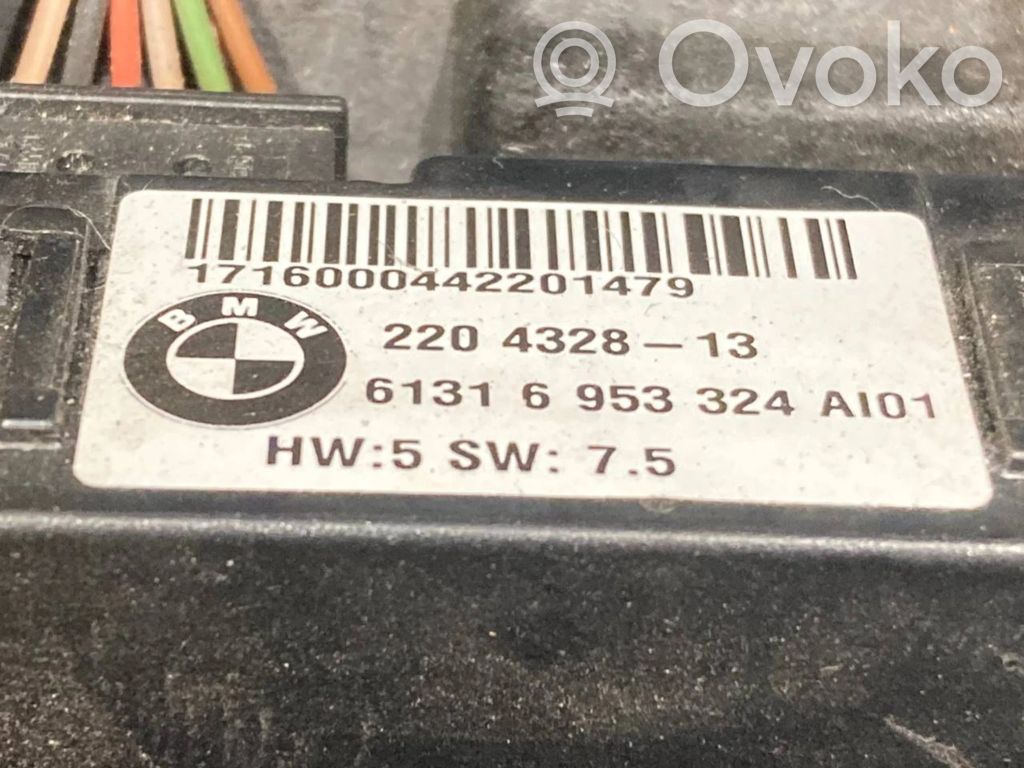 Ovoko
1716000442201479
BMW
220 4328-13
6131 6 953 324 AI01
HW:5 SW: 7.5